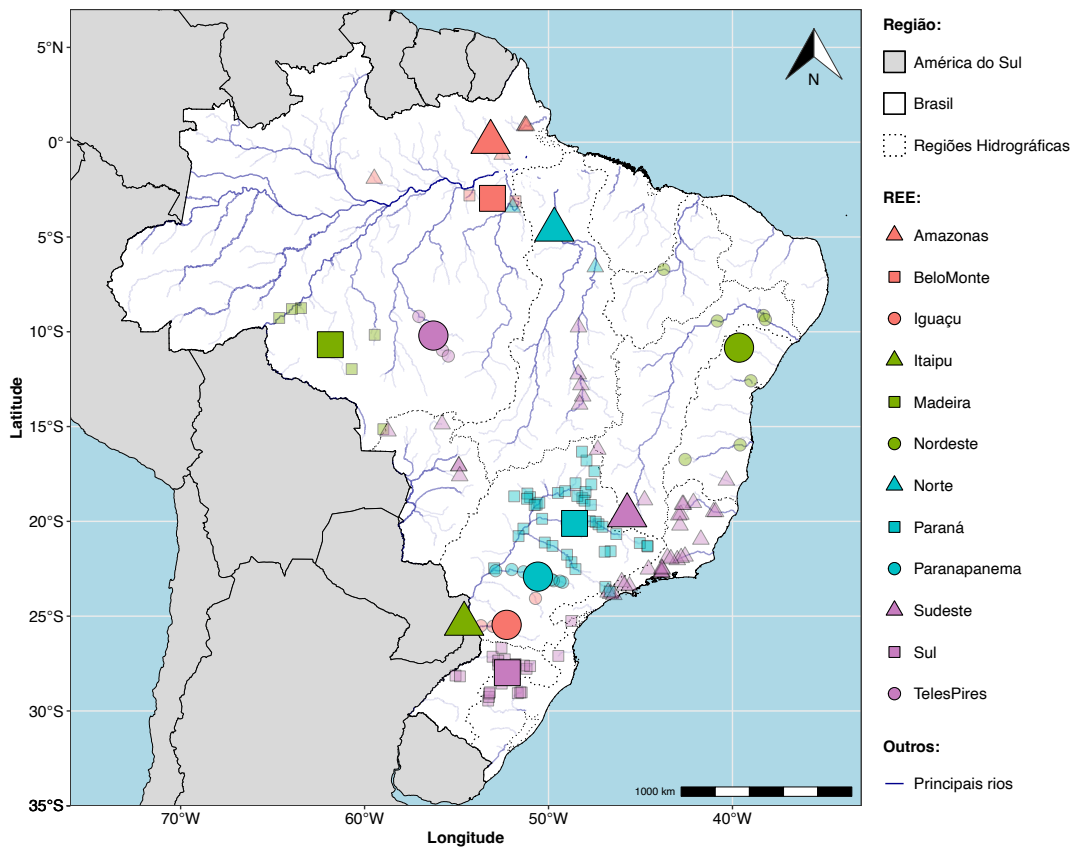 5°N
0°
5°S
10°S
15°S
20°S
25°S
30°S
35°S
Latitude
70°W
60°W
50°W
40°W
Longitude
N
1000 km
Região:
América do Sul
Brasil
Regiões Hidrográficas
REE:
Amazonas
BeloMonte
Iguaçu
Itaipu
Madeira
Nordeste
Norte
Paraná
Paranapanema
Sudeste
Sul
TelesPires
Outros:
Principais rios